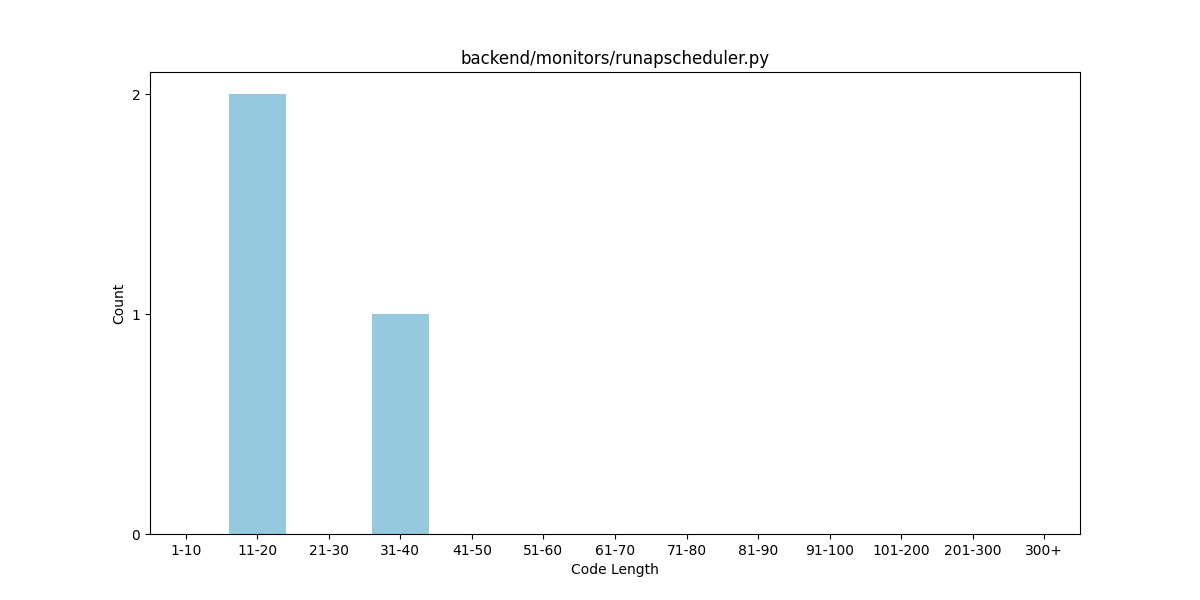 backend/monitors/runapscheduler.py
Count
2
1
0
1-10 11-20 21-30 31-40 41-50 51-60 61-70 71-80 81-90 91-100 101-200 201-300 300+
Code Length